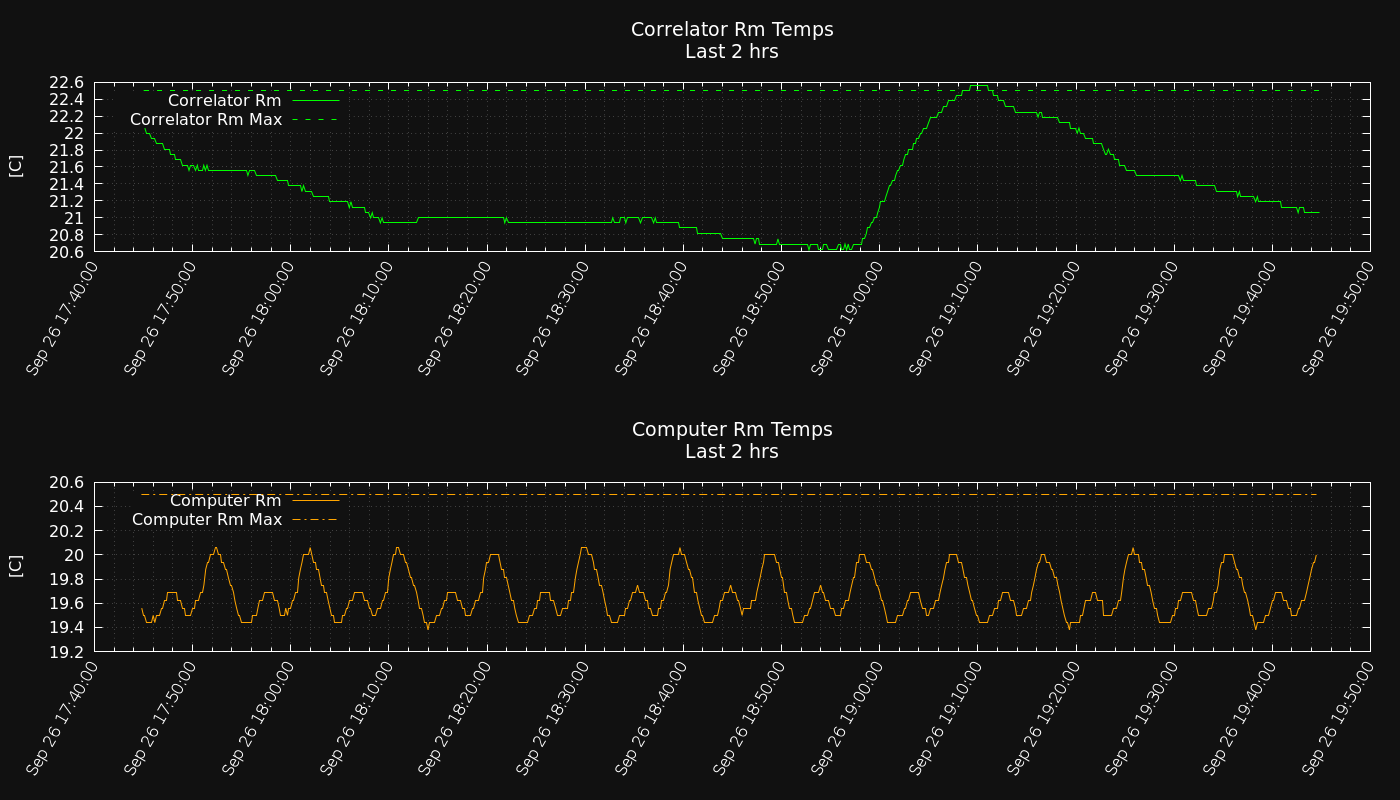 Correlator Rm Temps
Last 2 hrs
[C]
22.6
22.4
22.2
22
21.8
21.6
21.4
21.2
21
20.8
20.6
Correlator Rm
Correlator Rm Max
Sep 26 17:40:00
Sep 26 17:50:00
Sep 26 18:00:00
Sep 26 18:10:00
Sep 26 18:20:00
Sep 26 18:30:00
Sep 26 18:40:00
Sep 26 18:50:00
Sep 26 19:00:00
Sep 26 19:10:00
Sep 26 19:20:00
Sep 26 19:30:00
Sep 26 19:40:00
Sep 26 19:50:00
Computer Rm Temps
Last 2 hrs
[C]
20.6
20.4
20.2
20
19.8
19.6
19.4
19.2
Computer Rm
Computer Rm Max
Sep 26 17:40:00
Sep 26 17:50:00
Sep 26 18:00:00
Sep 26 18:10:00
Sep 26 18:20:00
Sep 26 18:30:00
Sep 26 18:40:00
Sep 26 18:50:00
Sep 26 19:00:00
Sep 26 19:10:00
Sep 26 19:20:00
Sep 26 19:30:00
Sep 26 19:40:00
Sep 26 19:50:00